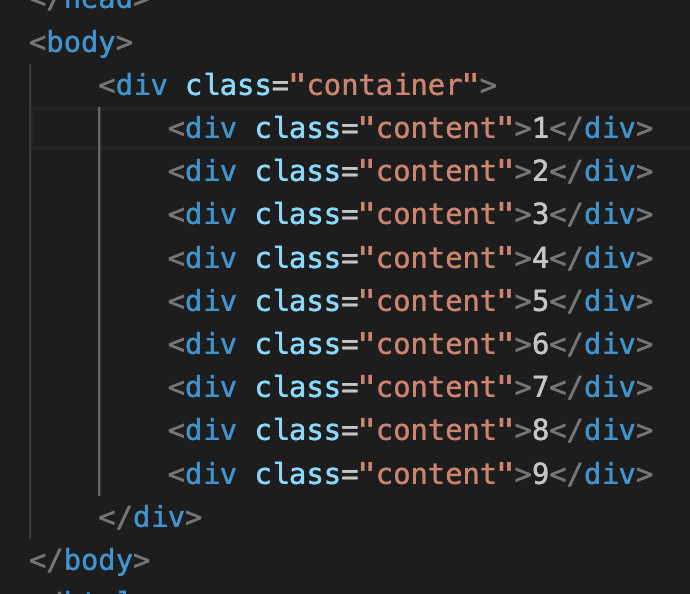 </head>
<body>
<div class="container">
<div class="content">1</div>
<div class="content">2</div>
<div class="content">3</div>
<div class="content">4</div>
<div class="content">5</div>
<div class="content">6</div>
<div class="content">7</div>
<div class="content">8</div>
<div class="content">9</div>
</div>
</body>